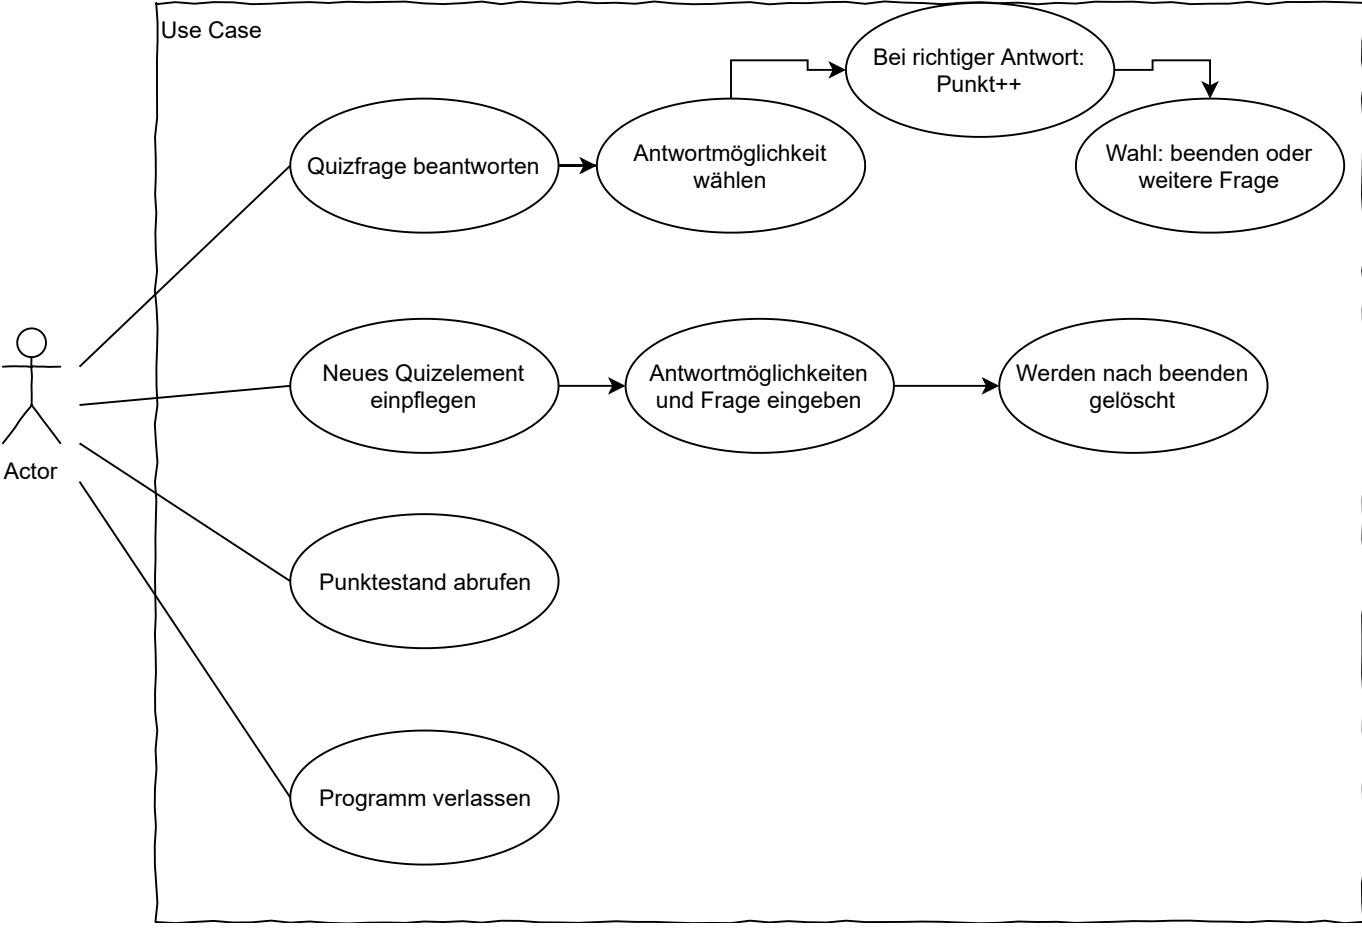 Use Case
Bei richtiger Antwort:
Punkt++
Quizfrage beantworten
Antwortmöglichkeit
wählen
Wahl: beenden oder
weitere Frage
Neues Quizelement
einpflegen
Antwortmöglichkeiten
und Frage eingeben
Werden nach beenden
gelöscht
Actor
Punktestand abrufen
Programm verlassen